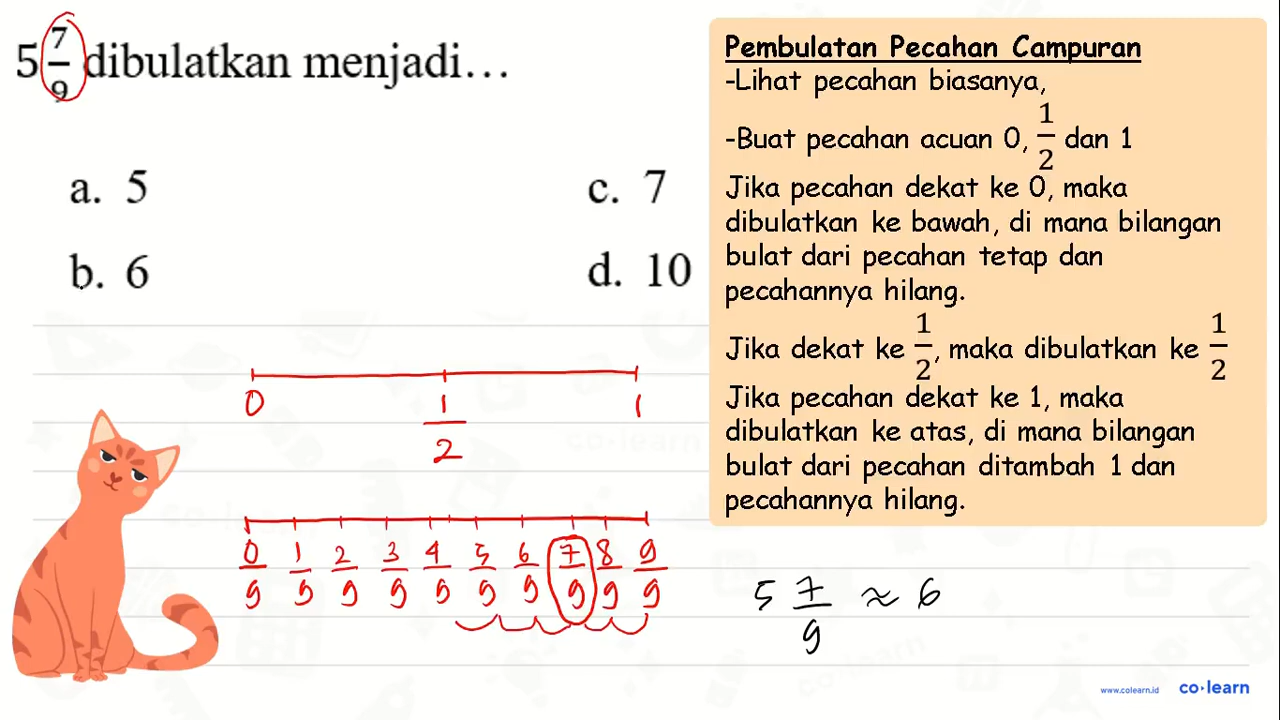 5 7/9 dibulatkan menjadi...
a. 5
c. 7
b. 6
d. 10
Pembulatan Pecahan Campuran
-Lihat pecahan biasanya,
-Buat pecahan acuan 0, 1/2 dan 1
Jika pecahan dekat ke 0, maka
dibulatkan ke bawah, di mana bilangan
bulat dari pecahan tetap dan
pecahannya hilang.
Jika dekat ke 1/2, maka dibulatkan ke 1/2
Jika pecahan dekat ke 1, maka
dibulatkan ke atas, di mana bilangan
bulat dari pecahan ditambah 1 dan
pecahannya hilang.
0 1/2 1
0/9 1/9 2/9 3/9 4/9 5/9 6/9 7/9 8/9 9/9
5 7/9 ≈ 6
co-learn
www.colearn.id co·learn